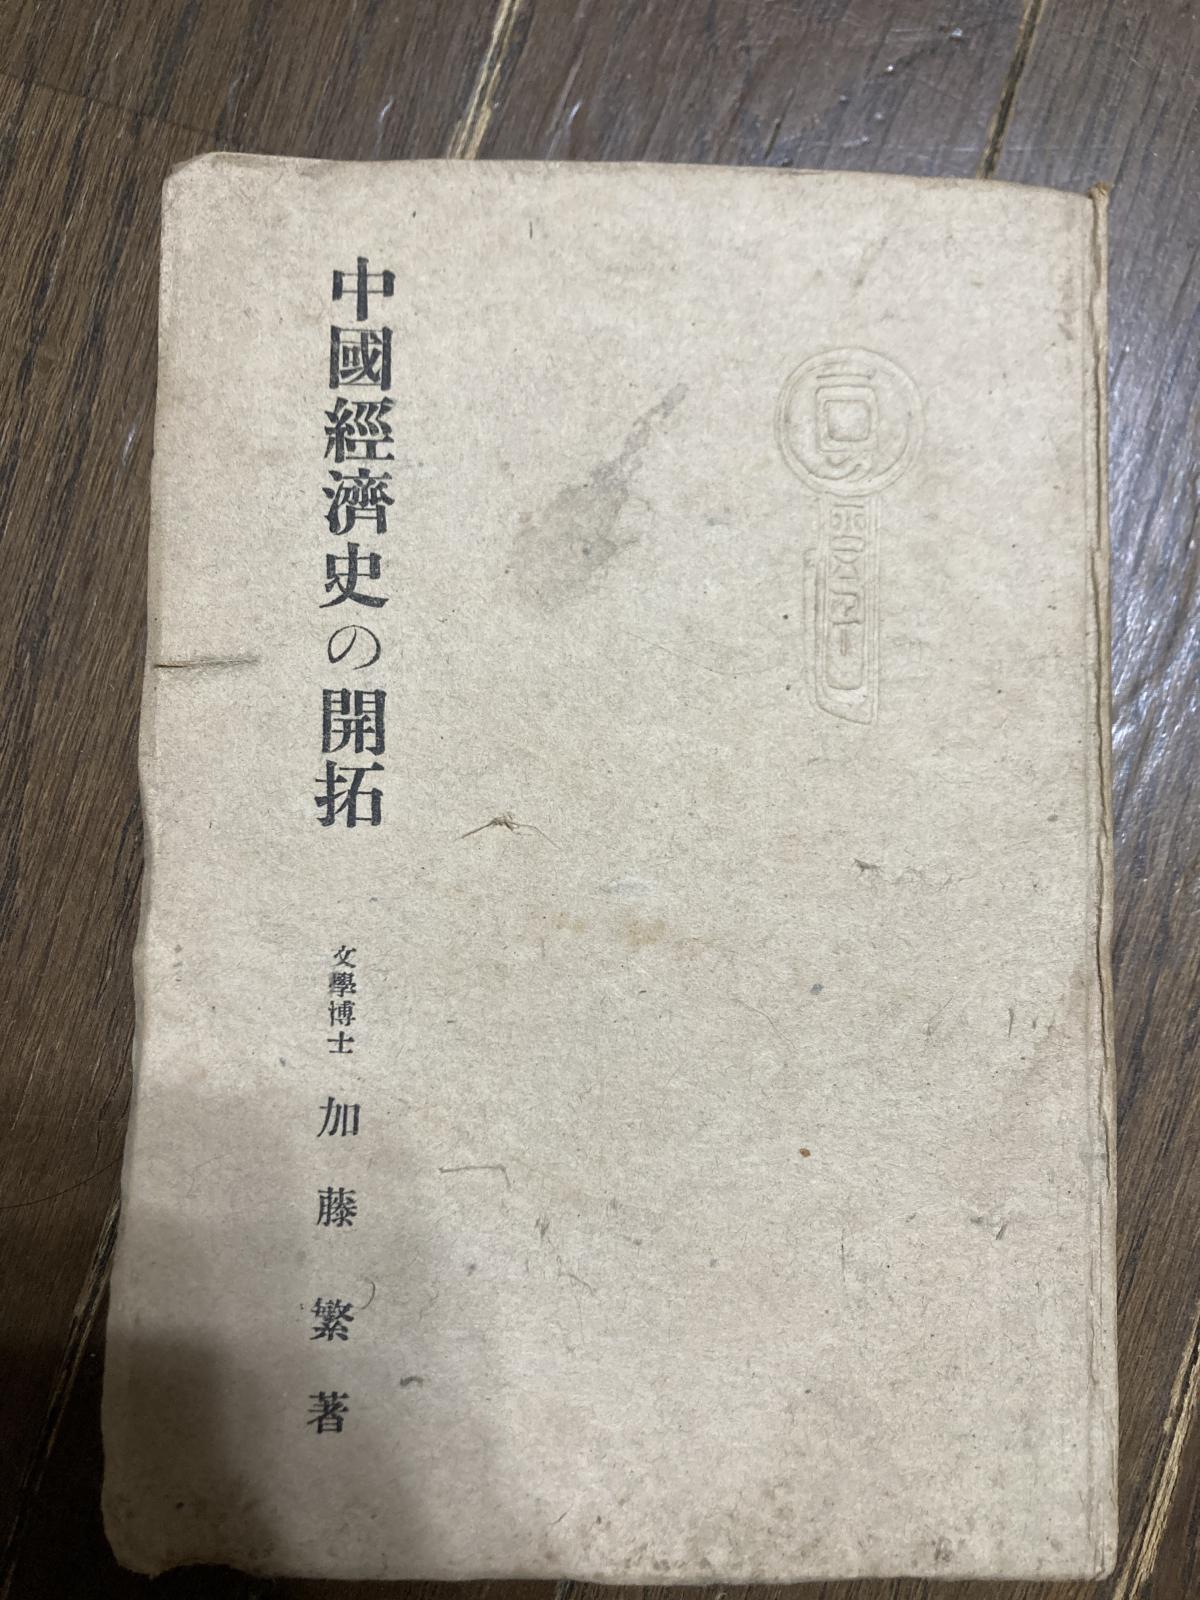 中國經濟史の開拓
文學博士 加藤繁著